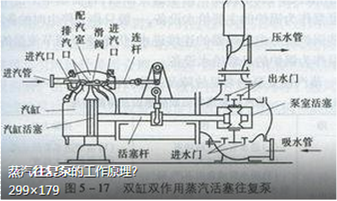 进汽口
配汽室
排汽口
滑阀
进汽口
连杆
压水管
进汽管
出水门
泵室活塞
汽缸
汽缸活塞
吸水管
活塞杆
进水门
蒸汽往复泵的工作原理?
图 5-17 双缸双作用蒸汽活塞往复泵
299×179